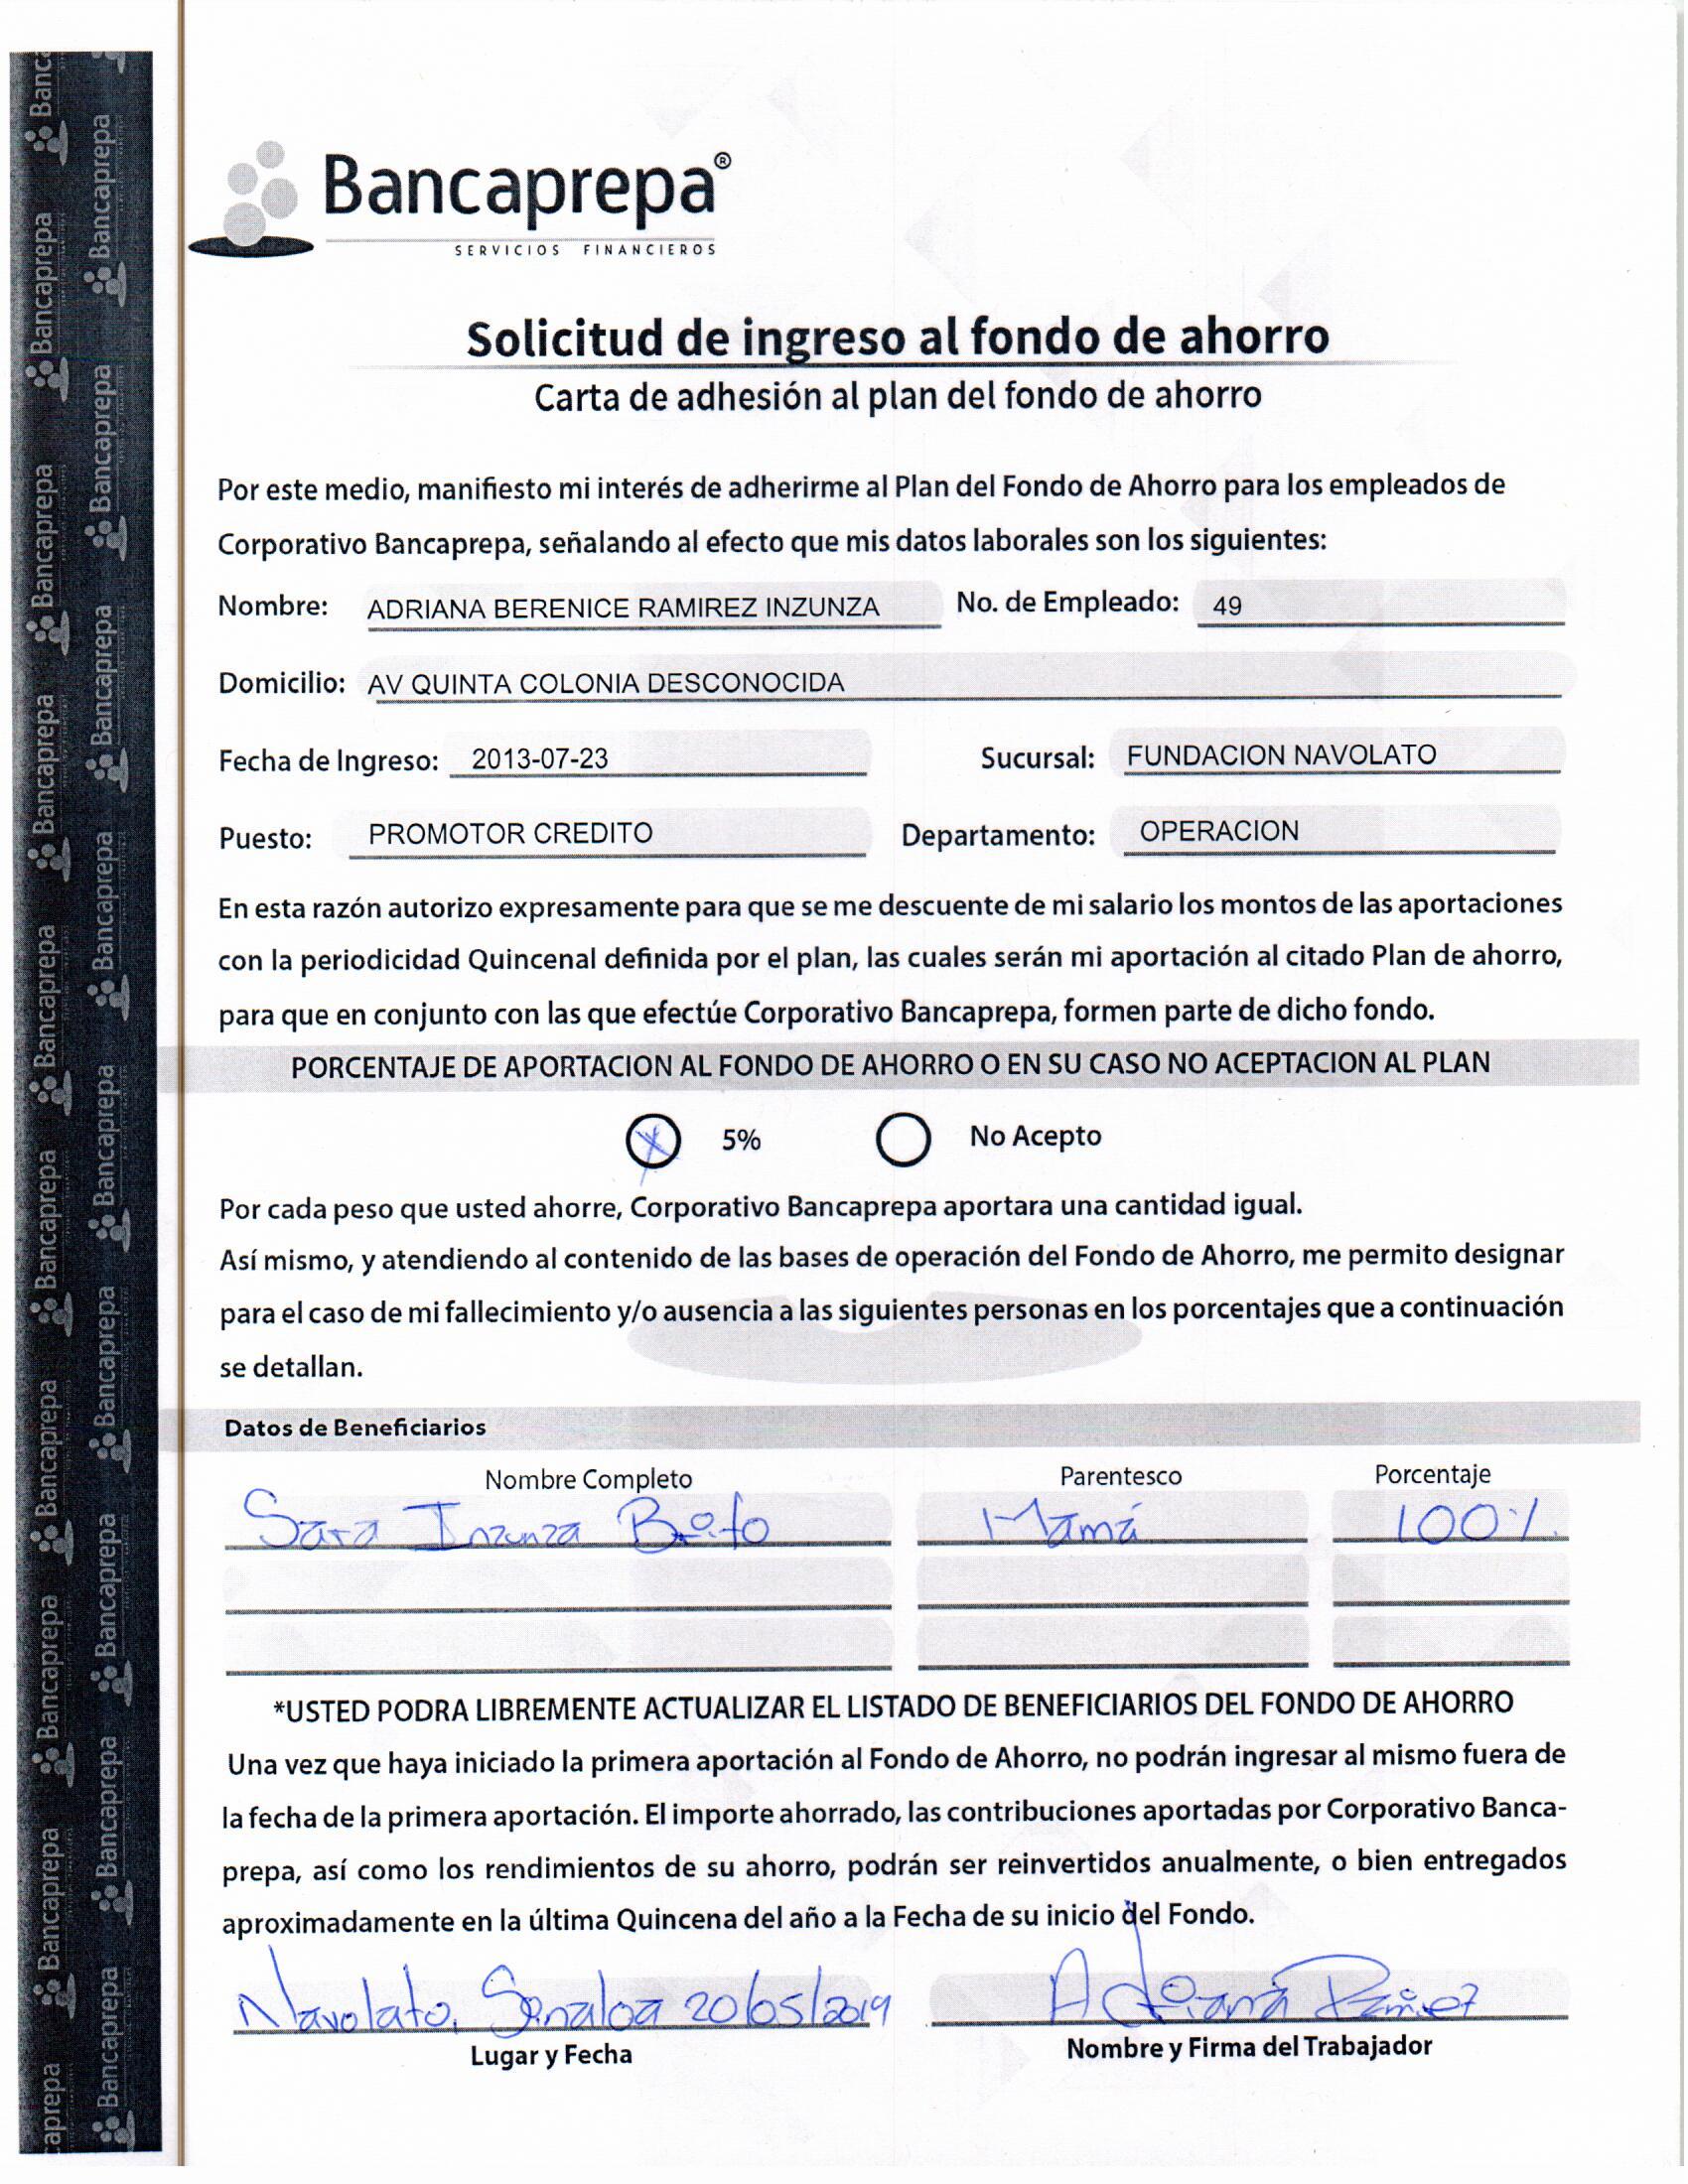 Bancaprepa®
SERVICIOS FINANCIEROS
Solicitud de ingreso al fondo de ahorro
Carta de adhesión al plan del fondo de ahorro
Por este medio, manifiesto mi interés de adherirme al Plan del Fondo de Ahorro para los empleados de
Corporativo Bancaprepa, señalando al efecto que mis datos laborales son los siguientes:
Nombre: ADRIANA BERENICE RAMIREZ INZUNZA No. de Empleado: 49
Domicilio: AV QUINTA COLONIA DESCONOCIDA
Fecha de Ingreso: 2013-07-23 Sucursal: FUNDACION NAVOLATO
Puesto: PROMOTOR CREDITO Departamento: OPERACION
En esta razón autorizo expresamente para que se me descuente de mi salario los montos de las aportaciones
con la periodicidad Quincenal definida por el plan, las cuales serán mi aportación al citado Plan de ahorro,
para que en conjunto con las que efectúe Corporativo Bancaprepa, formen parte de dicho fondo.
PORCENTAJE DE APORTACION AL FONDO DE AHORRO O EN SU CASO NO ACEPTACION AL PLAN
X 5% No Acepto
Por cada peso que usted ahorre, Corporativo Bancaprepa aportara una cantidad igual.
Así mismo, y atendiendo al contenido de las bases de operación del Fondo de Ahorro, me permito designar
para el caso de mi fallecimiento y/o ausencia a las siguientes personas en los porcentajes que a continuación
se detallan.
Datos de Beneficiarios
Nombre Completo Parentesco Porcentaje
Sara Inzunza Brito Mamá 100%
*USTED PODRA LIBREMENTE ACTUALIZAR EL LISTADO DE BENEFICIARIOS DEL FONDO DE AHORRO
Una vez que haya iniciado la primera aportación al Fondo de Ahorro, no podrán ingresar al mismo fuera de
la fecha de la primera aportación. El importe ahorrado, las contribuciones aportadas por Corporativo Banca-
prepa, así como los rendimientos de su ahorro, podrán ser reinvertidos anualmente, o bien entregados
aproximadamente en la última Quincena del año a la Fecha de su inicio del Fondo.
Navolato, Sinaloa 20/05/2019 Adriana Ramirez
Lugar y Fecha Nombre y Firma del Trabajador